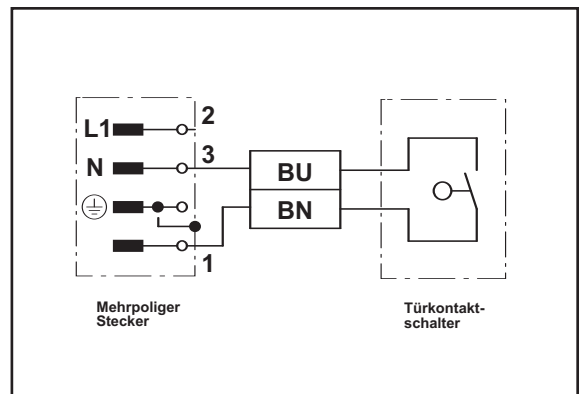 L1
2
N
3
BU
BN
1
Mehrpoliger
Stecker
Türkontakt-
schalter